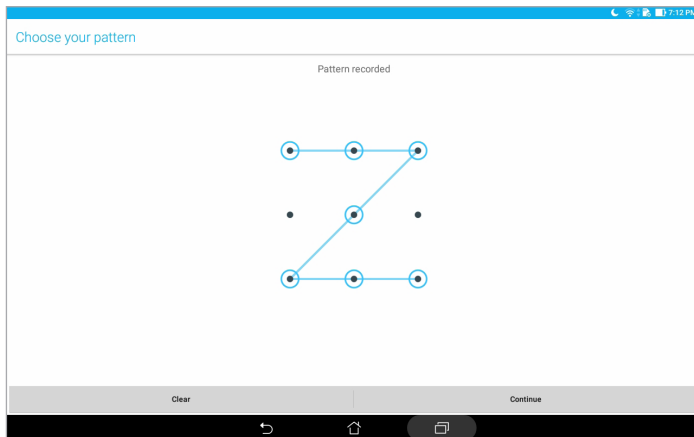 7:12 PM
Choose your pattern
Pattern recorded
Clear
Continue